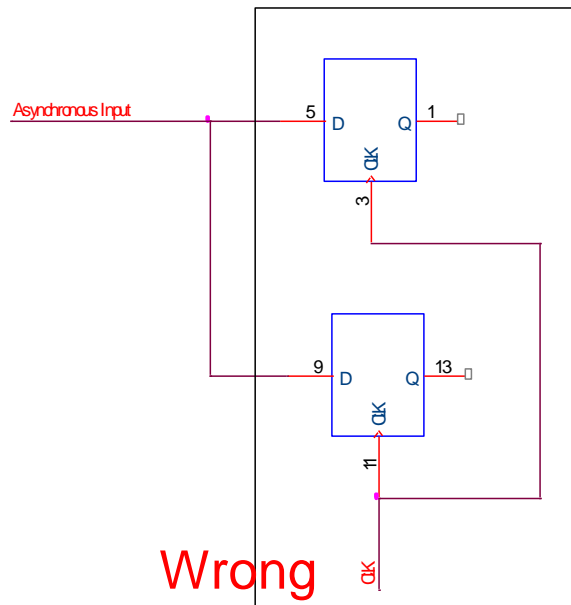 Asynchronous Input
5
D
Q
1
CLK
3
9
D
Q
13
CLK
11
Wrong
CLK